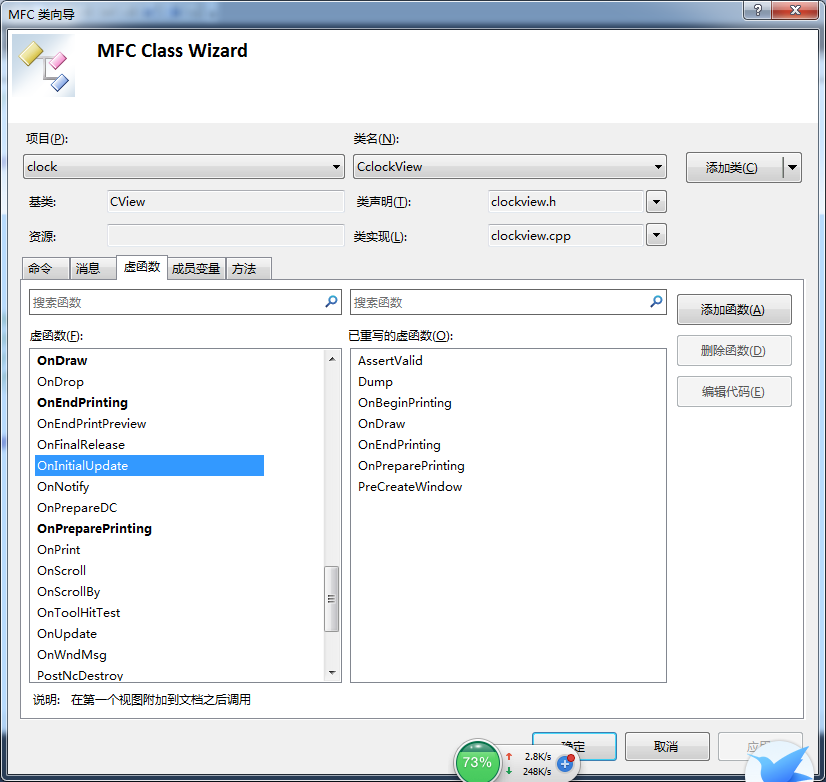 MFC 类向导
MFC Class Wizard
项目(P):
类名(N):
clock
CclockView
添加类(C)
基类:
CView
类声明(T):
clockview.h
资源:
类实现(L):
clockview.cpp
命令
消息
虚函数
成员变量
方法
搜索函数
搜索函数
添加函数(A)
虚函数(F):
已重写的虚函数(O):
删除函数(D)
编辑代码(E)
OnDraw
OnDrop
OnEndPrinting
OnEndPrintPreview
OnFinalRelease
OnInitialUpdate
OnNotify
OnPrepareDC
OnPreparePrinting
OnPrint
OnScroll
OnScrollBy
OnToolHitTest
OnUpdate
OnWndMsg
PostNcDestroy
AssertValid
Dump
OnBeginPrinting
OnDraw
OnEndPrinting
OnPreparePrinting
PreCreateWindow
说明: 在第一个视图附加到文档之后调用
确定
取消
73%
2.8K/s
248K/s